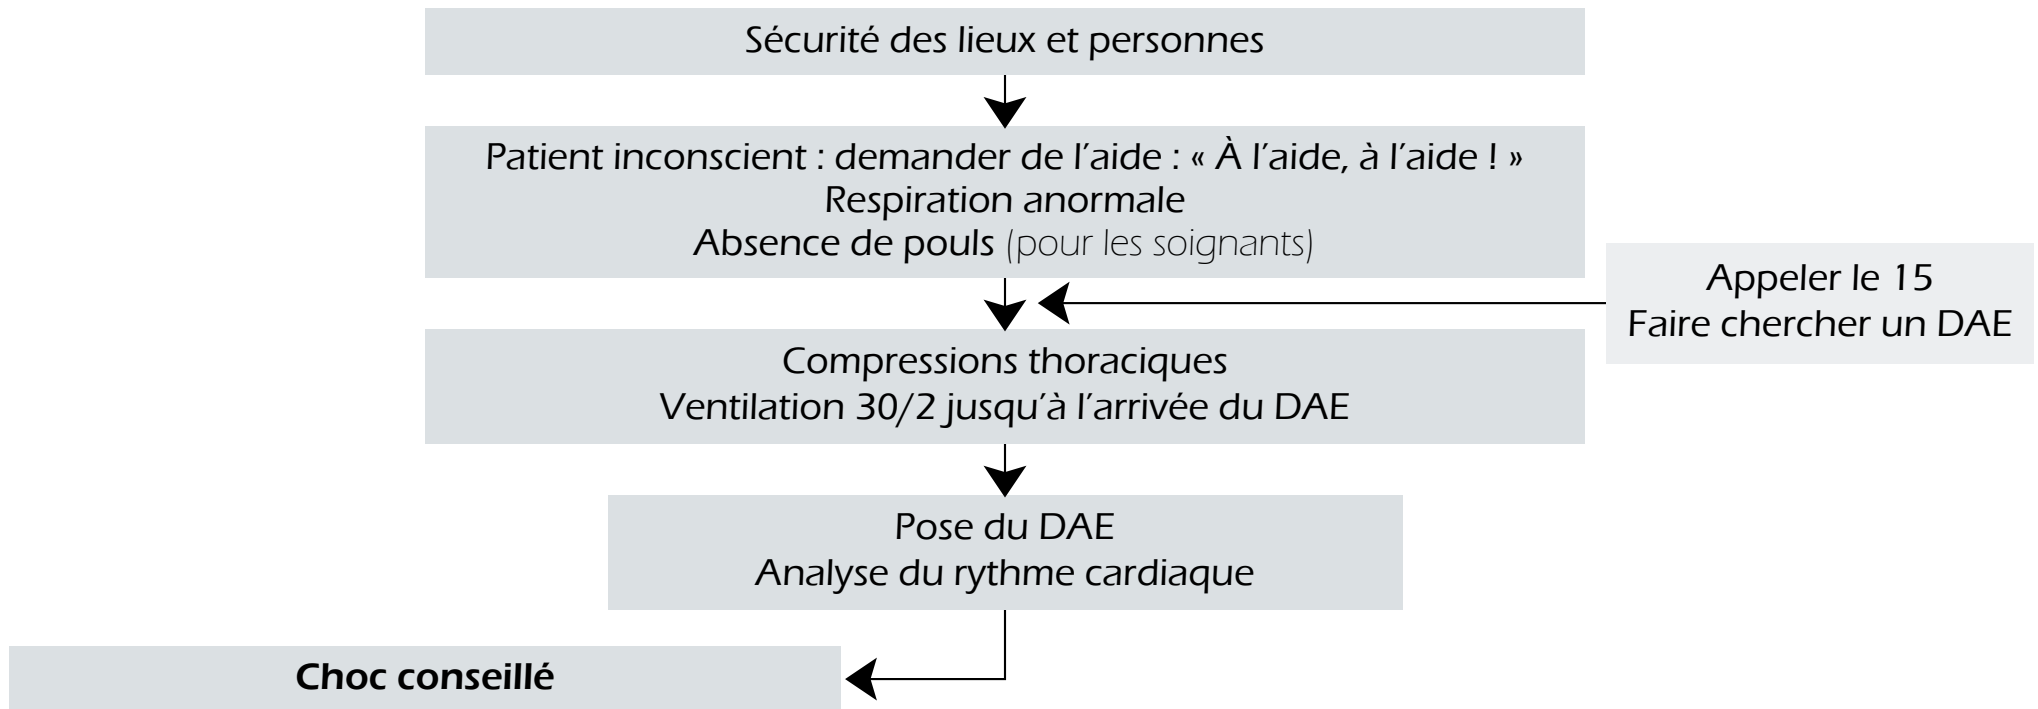 Sécurité des lieux et personnes
Patient inconscient : demander de l’aide : « À l’aide, à l’aide ! »
Respiration anormale
Absence de pouls (pour les soignants)
Appeler le 15
Faire chercher un DAE
Compressions thoraciques
Ventilation 30/2 jusqu’à l’arrivée du DAE
Pose du DAE
Analyse du rythme cardiaque
Choc conseillé